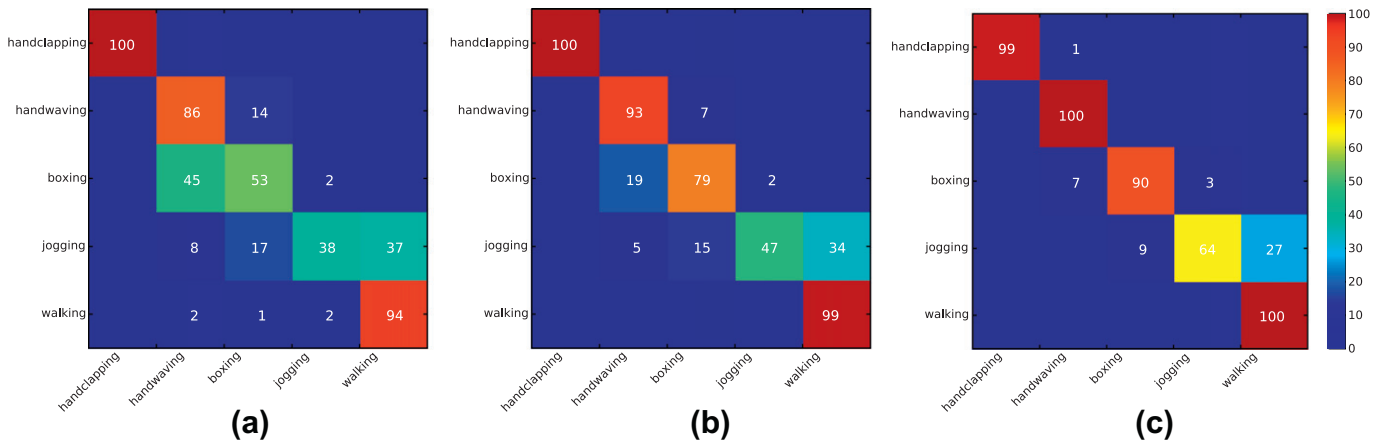 handclapping 100
handwaving 86 14
boxing 45 53 2
jogging 8 17 38 37
walking 2 1 2 94
handclapping handwaving boxing jogging walking
(a)
handclapping 100
handwaving 93 7
boxing 19 79 2
jogging 5 15 47 34
walking 99
handclapping handwaving boxing jogging walking
(b)
handclapping 99 1
handwaving 100
boxing 7 90 3
jogging 9 64 27
walking 100
handclapping handwaving boxing jogging walking
(c)
100
90
80
70
60
50
40
30
20
10
0